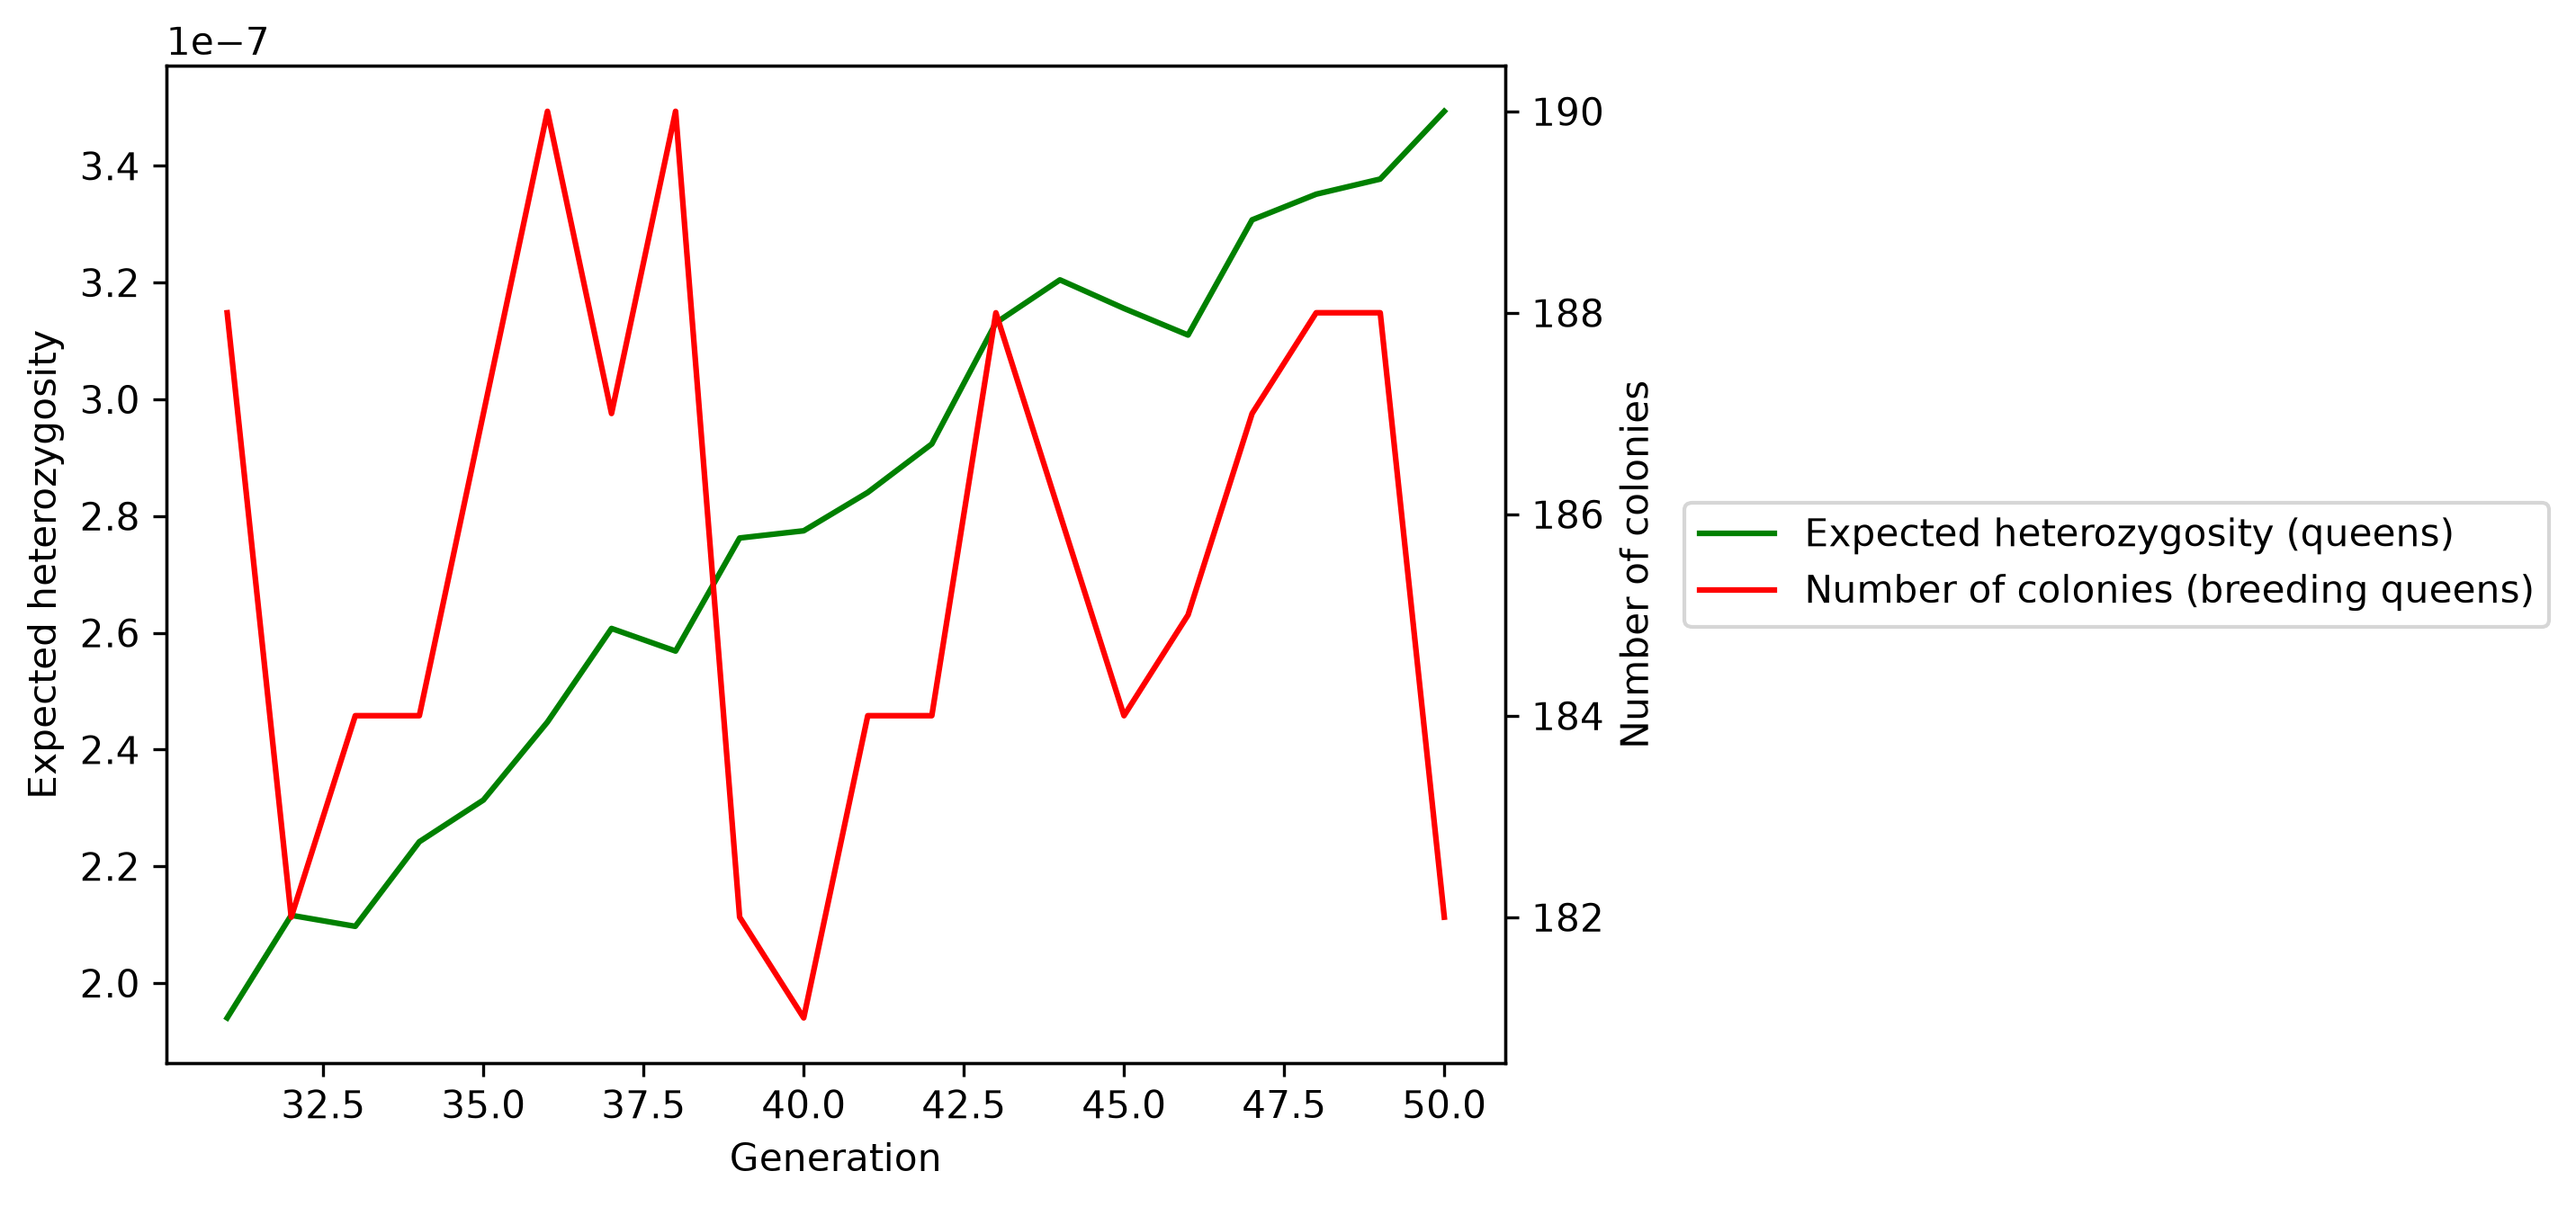 1e−7
Expected heterozygosity
3.4
3.2
3.0
2.8
2.6
2.4
2.2
2.0
32.5 35.0 37.5 40.0 42.5 45.0 47.5 50.0
Generation
190
188
186
184
182
Number of colonies
Expected heterozygosity (queens)
Number of colonies (breeding queens)